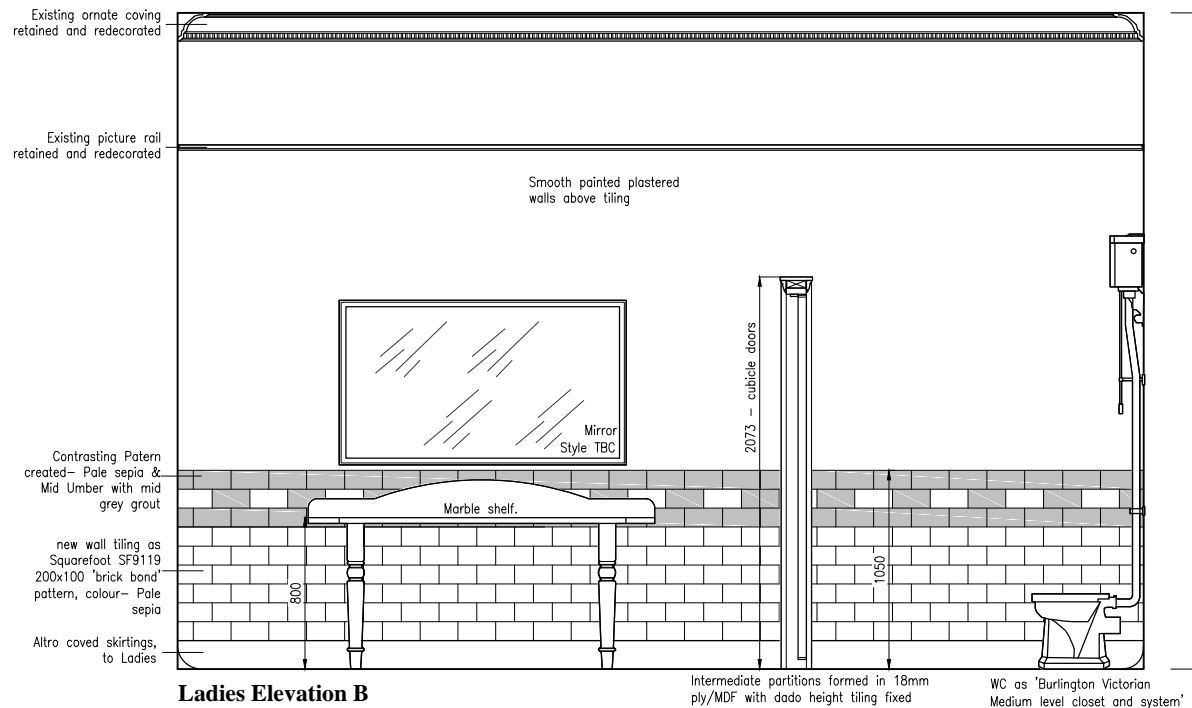 Existing ornate coving
retained and redecorated
Existing picture rail
retained and redecorated
Smooth painted plastered
walls above tiling
2073 – cubicle doors
Mirror
Style TBC
Contrasting Patern
created– Pale sepia &
Mid Umber with mid
grey grout
Marble shelf.
new wall tiling as
Squarefoot SF9119
200x100 'brick bond'
pattern, colour– Pale
sepia
800
1050
Altro coved skirtings,
to Ladies
Ladies Elevation B
Intermediate partitions formed in 18mm
ply/MDF with dado height tiling fixed
WC as 'Burlington Victorian
Medium level closet and system'